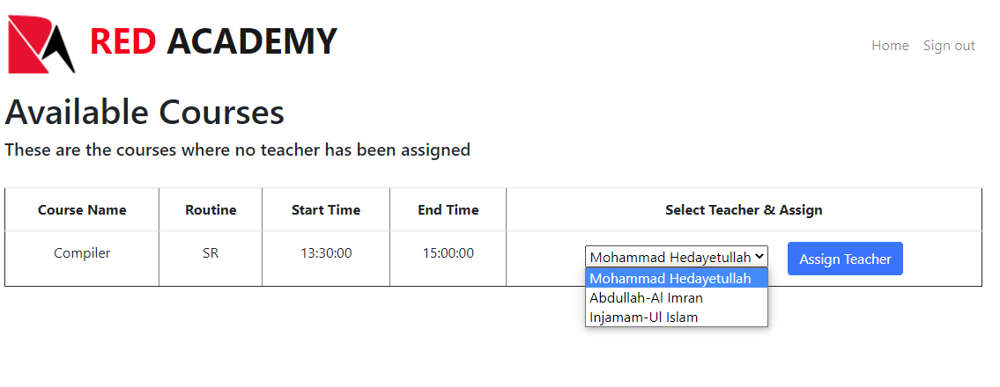 RED ACADEMY
Home Sign out
Available Courses
These are the courses where no teacher has been assigned
Course Name Routine Start Time End Time Select Teacher & Assign
Compiler SR 13:30:00 15:00:00 Mohammad Hedayetullah Assign Teacher
Mohammad Hedayetullah
Abdullah-Al Imran
Injamam-Ul Islam